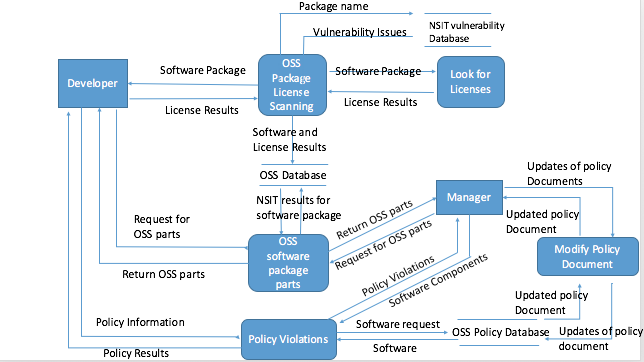 Package name
NSIT vulnerability
Database
Vulnerability Issues
OSS
Package
License
Scanning
Developer
Software Package
Software Package
Look for
Licenses
License Results
License Results
Software and
License Results
OSS Database
NSIT results for
software package
Updates of policy
Documents
Manager
Updated policy
Document
Return OSS parts
Request for OSS parts
Request for
OSS parts
OSS
software
package
parts
Modify Policy
Document
Return OSS parts
Policy Violations
Software Components
Updated policy
Document
Policy Information
Software request
OSS Policy Database
Updates of policy
document
Policy Violations
Software
Policy Results